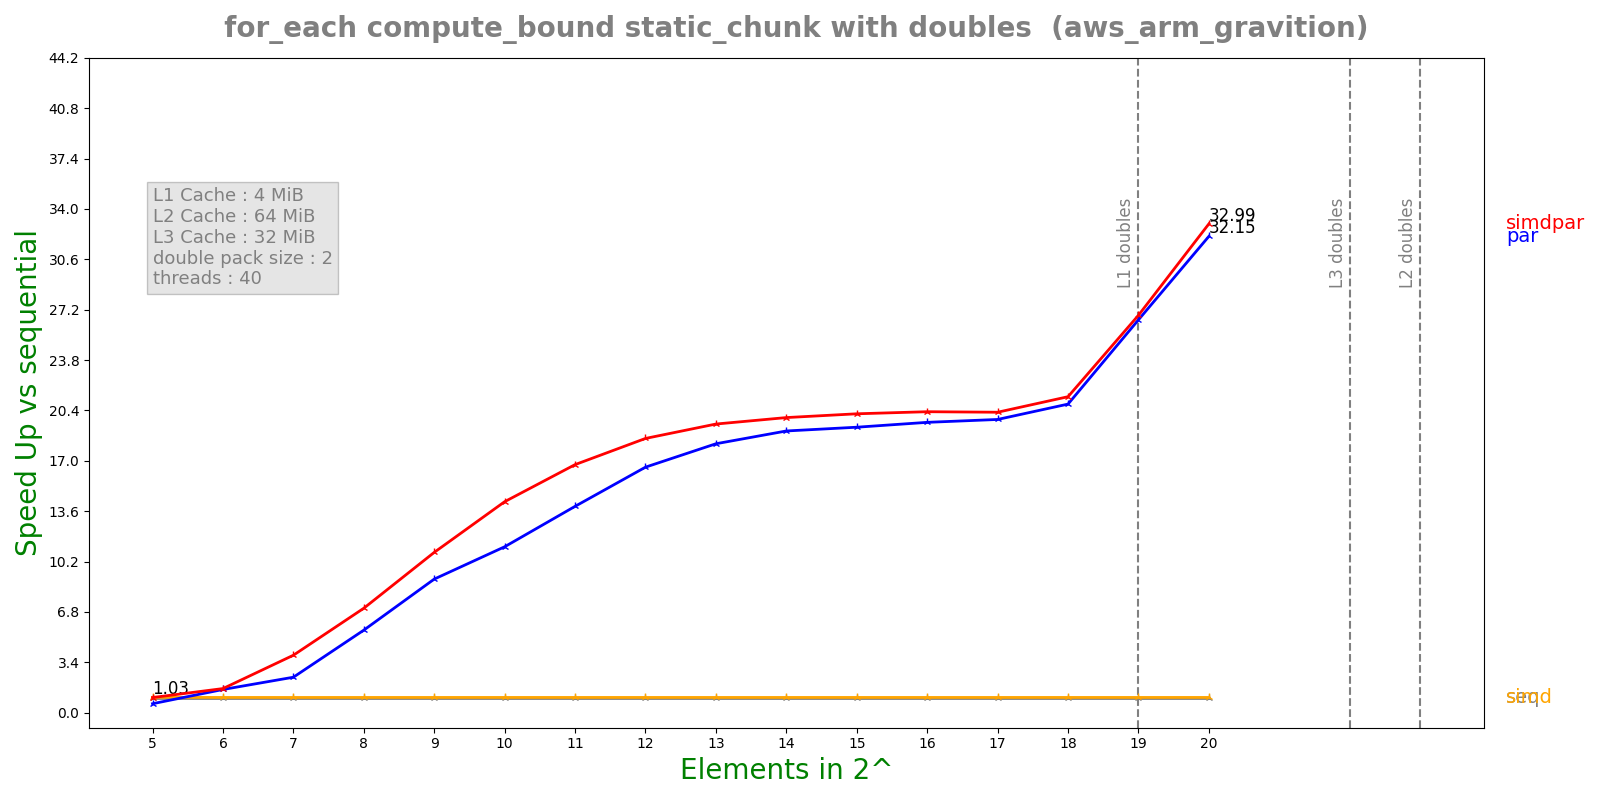 for_each compute_bound static_chunk with doubles (aws_arm_gravition)
Speed Up vs sequential
44.2
40.8
37.4
34.0
30.6
27.2
23.8
20.4
17.0
13.6
10.2
6.8
3.4
0.0
L1 Cache : 4 MiB
L2 Cache : 64 MiB
L3 Cache : 32 MiB
double pack size : 2
threads : 40
1.03
32.99
32.15
L1 doubles
L3 doubles
L2 doubles
simdpar
par
simd
seq
5 6 7 8 9 10 11 12 13 14 15 16 17 18 19 20
Elements in 2^